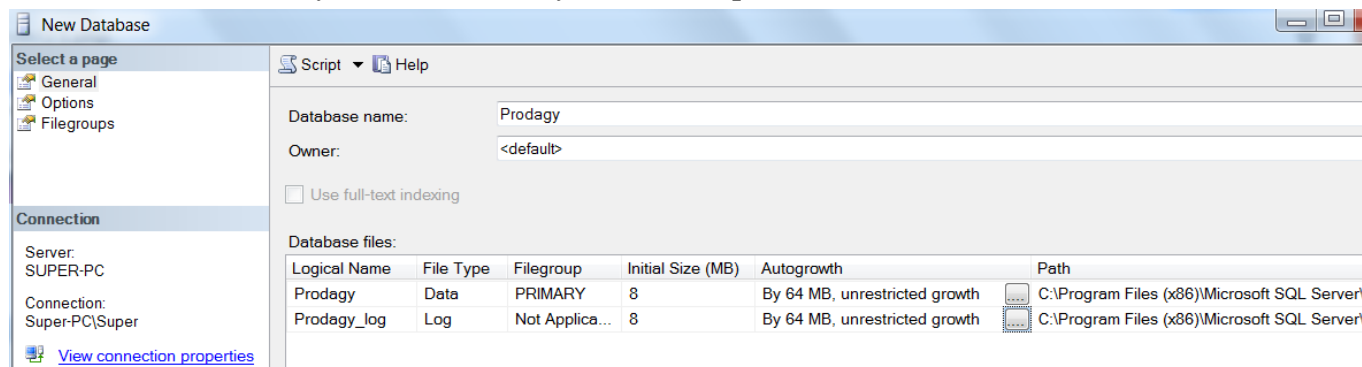 New Database
Select a page
General
Options
Filegroups
Script Help
Database name: Prodagy
Owner: <default>
Use full-text indexing
Connection
Server:
SUPER-PC
Connection:
Super-PC\Super
View connection properties
Database files:
Logical Name File Type Filegroup Initial Size (MB) Autogrowth Path
Prodagy Data PRIMARY 8 By 64 MB, unrestricted growth .... C:\Program Files (x86)\Microsoft SQL Server\
Prodagy_log Log Not Applica... 8 By 64 MB, unrestricted growth .... C:\Program Files (x86)\Microsoft SQL Server\